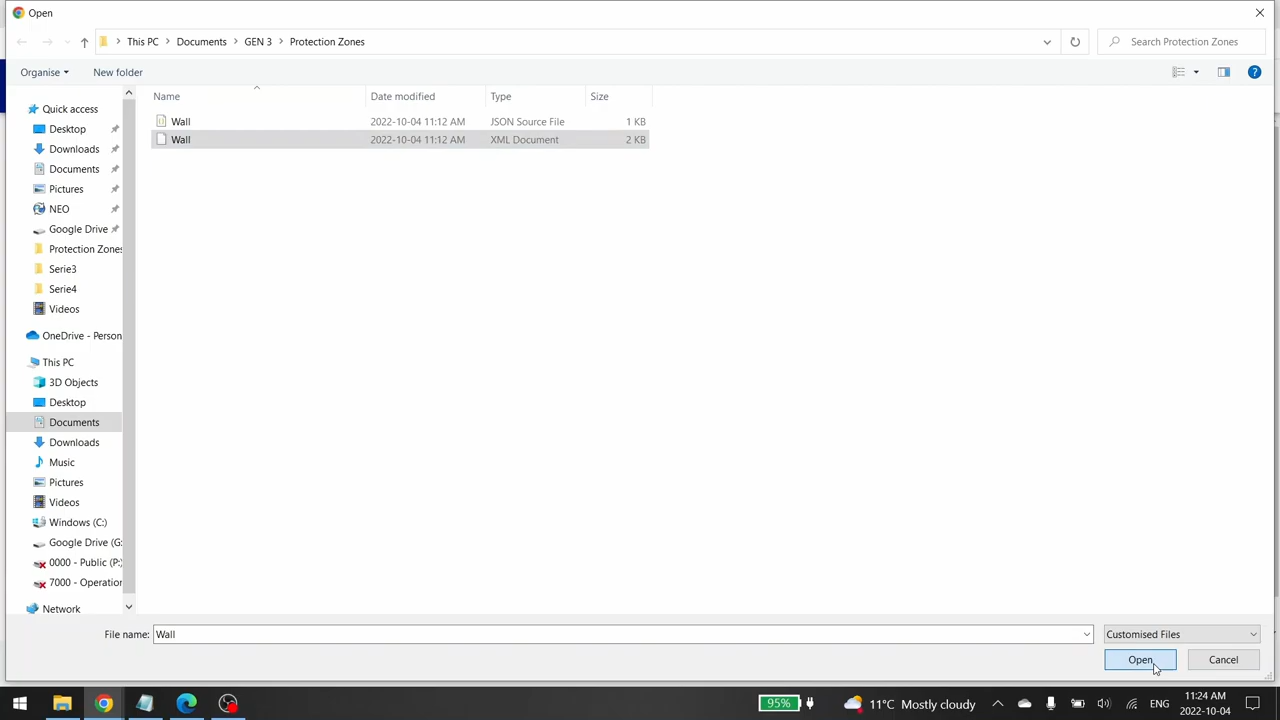 Open
This PC
Documents
GEN 3
Protection Zones
Search Protection Zones
Organise
New folder
Name
Date modified
Type
Size
Wall
2022-10-04 11:12 AM
JSON Source File
1 KB
Wall
2022-10-04 11:12 AM
XML Document
2 KB
Quick access
Desktop
Downloads
Documents
Pictures
NEO
Google Drive
Protection Zones
Serie3
Serie4
Videos
OneDrive - Person
This PC
3D Objects
Desktop
Documents
Downloads
Music
Pictures
Videos
Windows (C:)
Google Drive (G:
0000 - Public (P:)
7000 - Operation
Network
File name:
Wall
Customised Files
Open
Cancel
95%
11°C Mostly cloudy
ENG
11:24 AM
2022-10-04